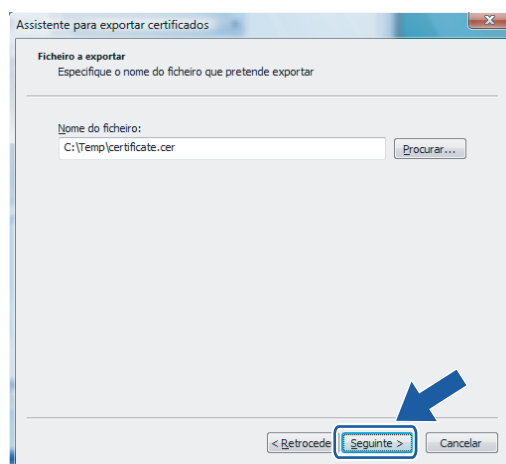 Assistente para exportar certificados
Ficheiro a exportar
Especifique o nome do ficheiro que pretende exportar
Nome do ficheiro:
C:\Temp\certificate.cer
Procurar...
< Retrocede Seguinte > Cancelar